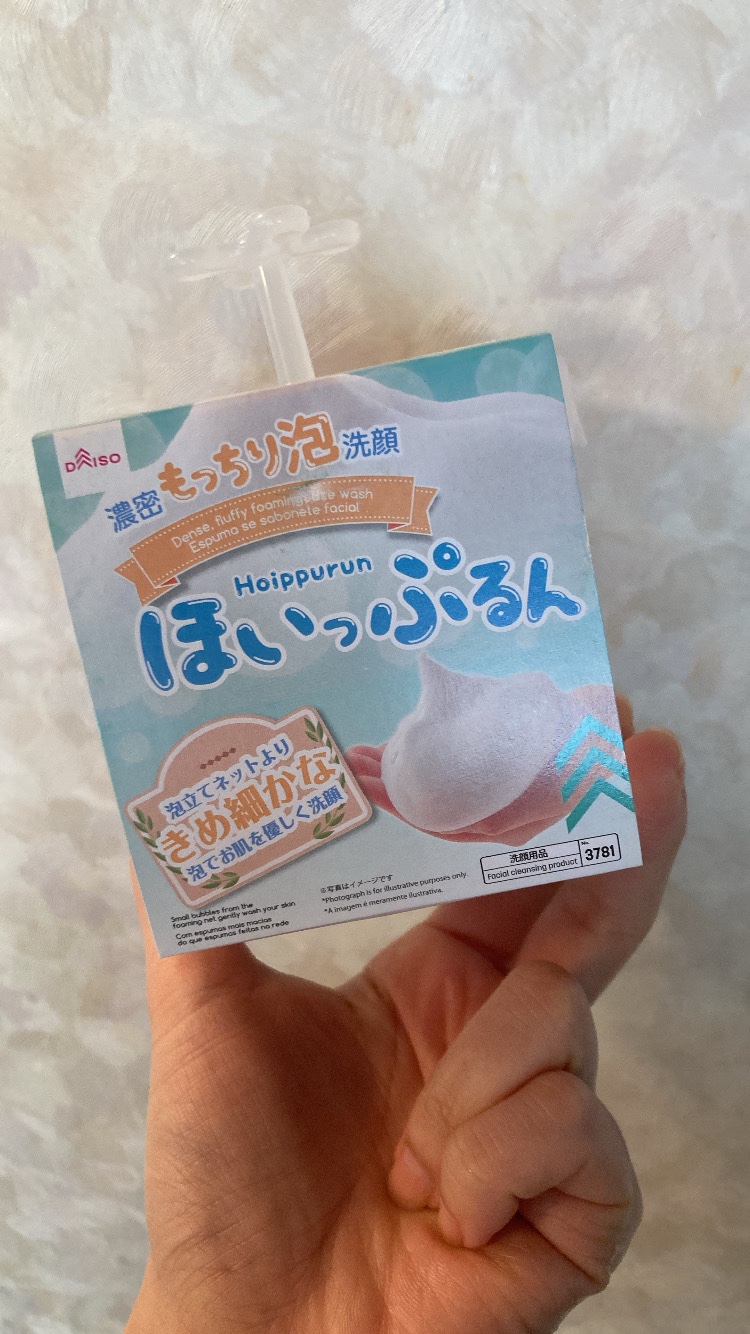 DAISO
濃密もっちり泡洗顔
Dense, fluffy foaming face wash
Espuma se sabonete facial
Hoippurun
ほいっぷるん
泡立てネットより
きめ細かな
泡でお肌を優しく洗顔
Small bubbles from the
foaming net gently wash your skin
Com espumas mais macias
do que espumas feitas no rede
※写真はイメージです
*Photograph is for illustrative purposes only.
*A imagem é meramente ilustrativa.
洗顔用品
Facial cleansing product
No. 3781